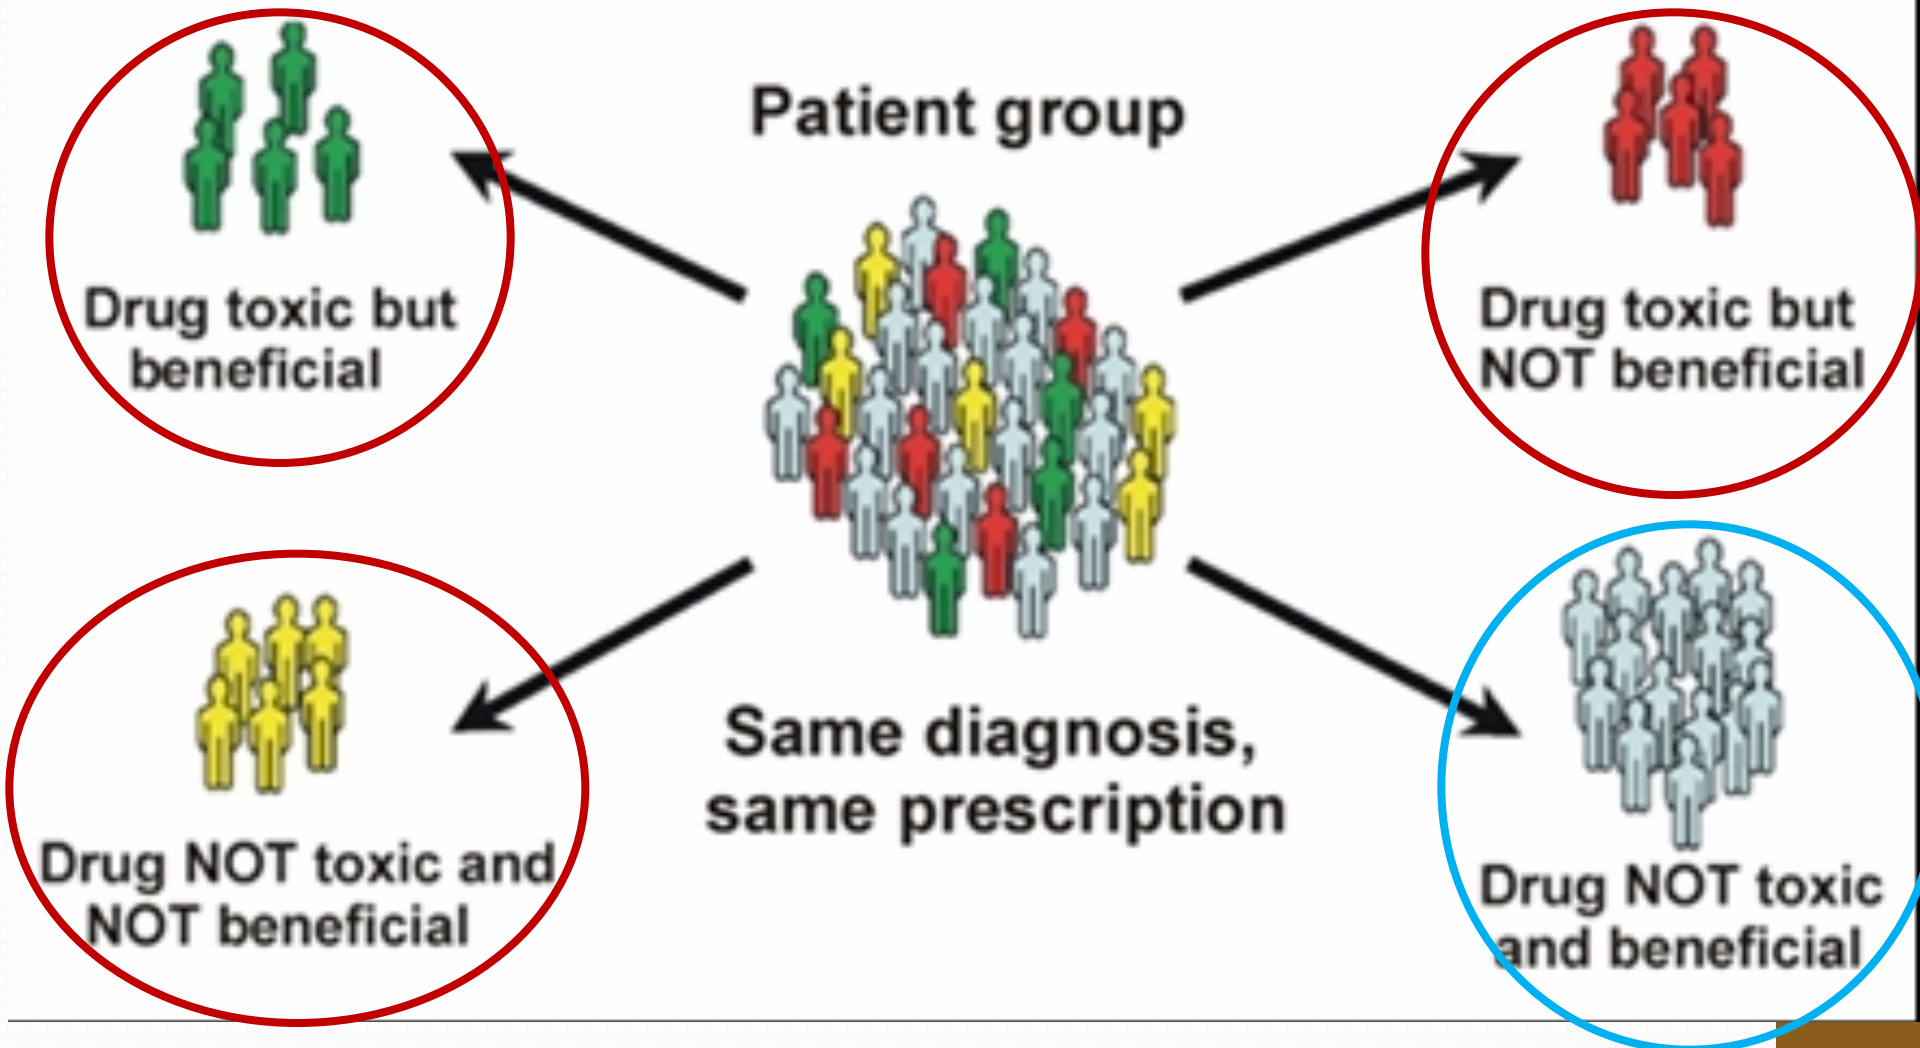 Patient group
Drug toxic but
beneficial
Drug toxic but
NOT beneficial
Drug NOT toxic and
NOT beneficial
Same diagnosis,
same prescription
Drug NOT toxic
and beneficial